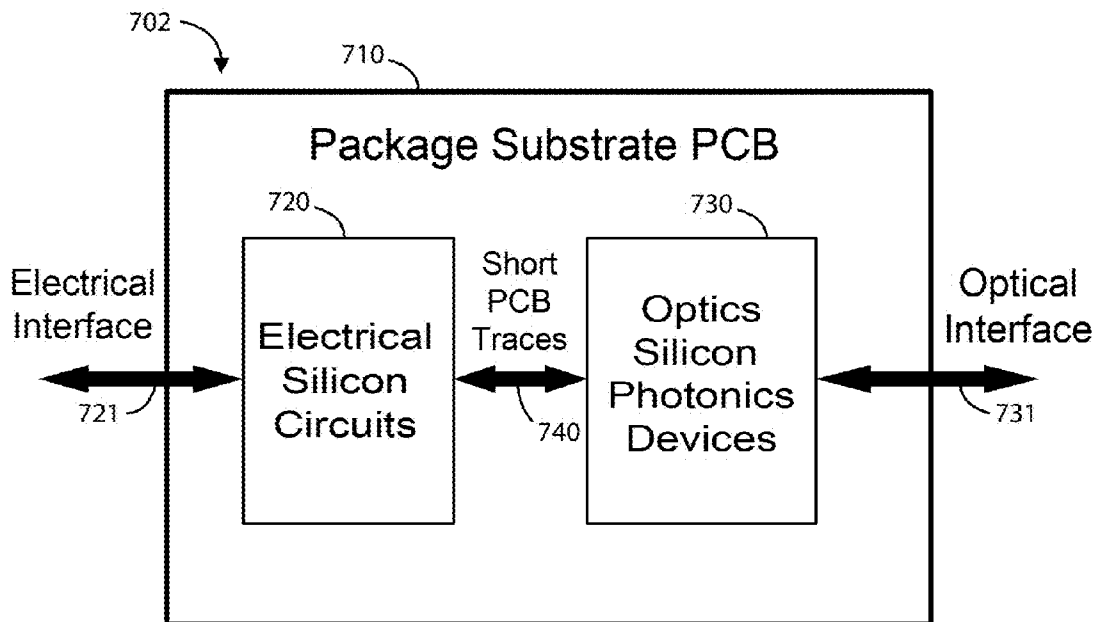 702
710
Package Substrate PCB
720
730
Electrical
Interface
721
Electrical
Silicon
Circuits
Short
PCB
Traces
740
Optics
Silicon
Photonics
Devices
Optical
Interface
731